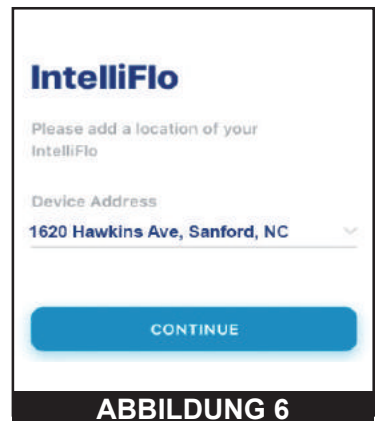 IntelliFlo
Please add a location of your
IntelliFlo
Device Address
1620 Hawkins Ave, Sanford, NC
CONTINUE
ABBILDUNG 6